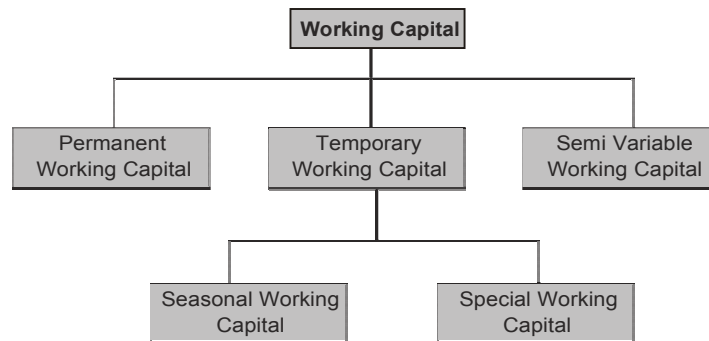 Working Capital
Permanent
Working Capital
Temporary
Working Capital
Semi Variable
Working Capital
Seasonal Working
Capital
Special Working
Capital